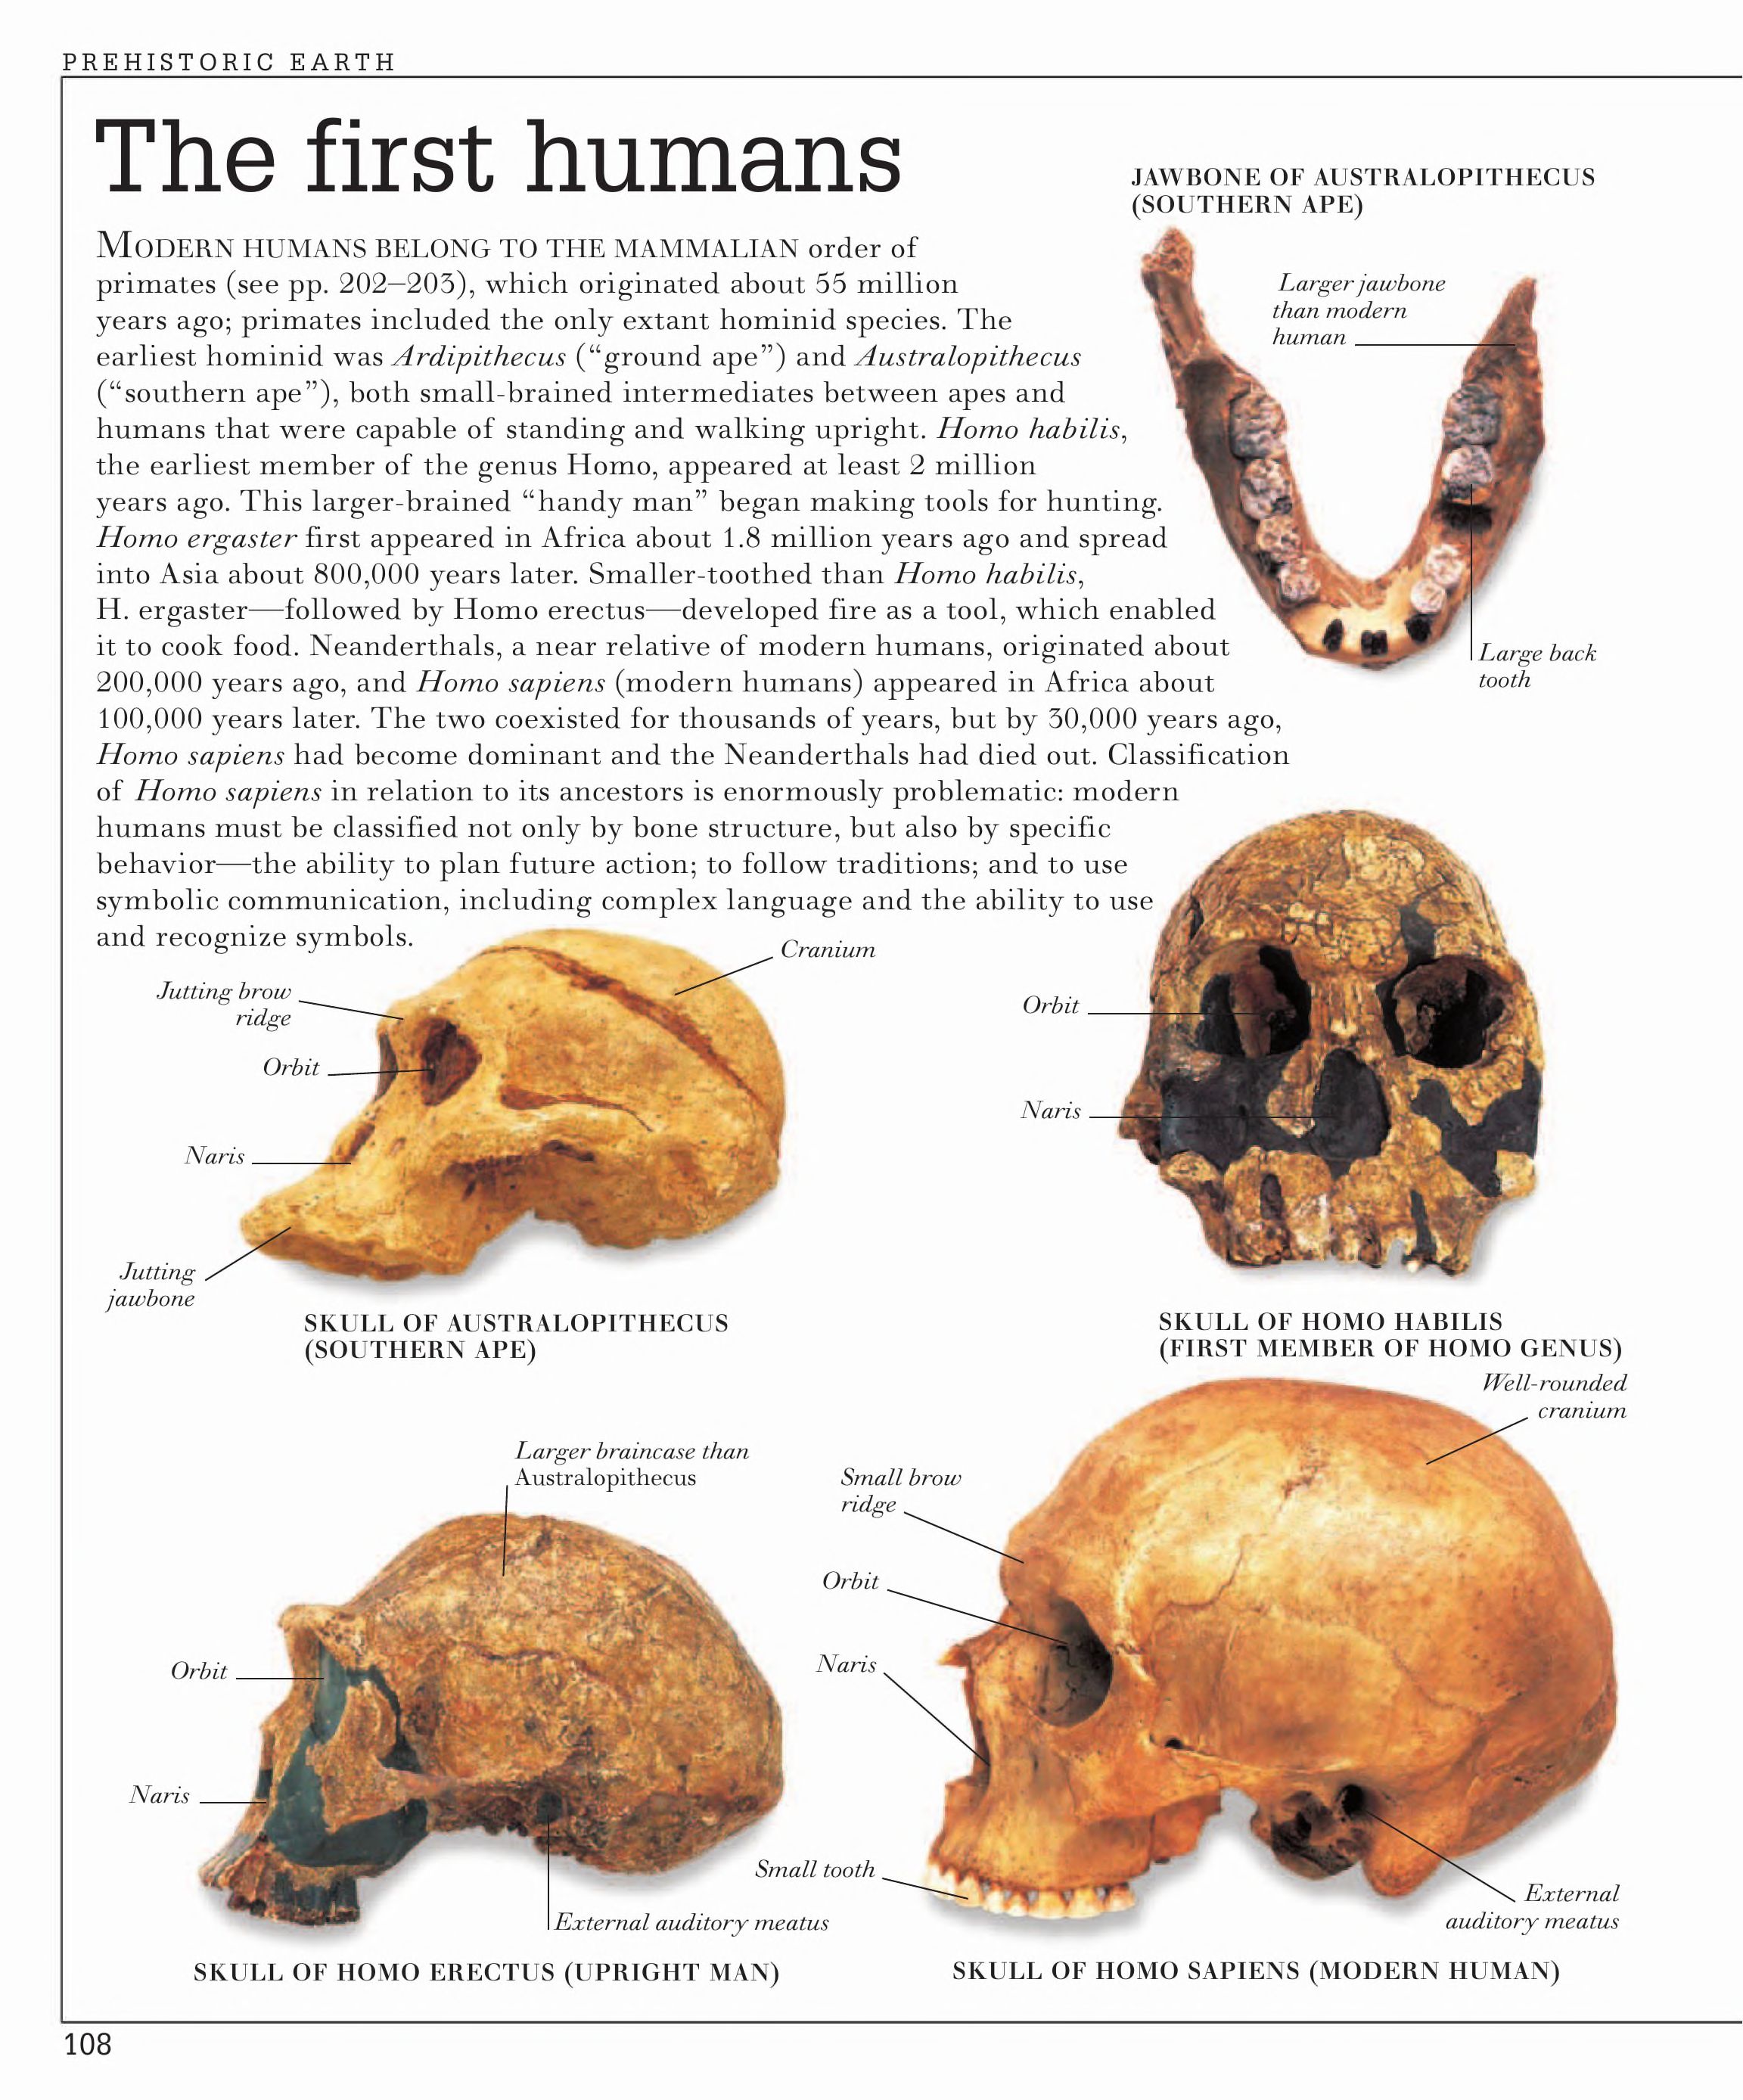 PREHISTORIC EARTH
The first humans
MODERN HUMANS BELONG TO THE MAMMALIAN order of
primates (see pp. 202–203), which originated about 55 million
years ago; primates included the only extant hominid species. The
earliest hominid was Ardipithecus (“ground ape”) and Australopithecus
(“southern ape”), both small-brained intermediates between apes and
humans that were capable of standing and walking upright. Homo habilis,
the earliest member of the genus Homo, appeared at least 2 million
years ago. This larger-brained “handy man” began making tools for hunting.
Homo ergaster first appeared in Africa about 1.8 million years ago and spread
into Asia about 800,000 years later. Smaller-toothed than Homo habilis,
H. ergaster—followed by Homo erectus—developed fire as a tool, which enabled
it to cook food. Neanderthals, a near relative of modern humans, originated about
200,000 years ago, and Homo sapiens (modern humans) appeared in Africa about
100,000 years later. The two coexisted for thousands of years, but by 30,000 years ago,
Homo sapiens had become dominant and the Neanderthals had died out. Classification
of Homo sapiens in relation to its ancestors is enormously problematic: modern
humans must be classified not only by bone structure, but also by specific
behavior—the ability to plan future action; to follow traditions; and to use
symbolic communication, including complex language and the ability to use
and recognize symbols.
JAWBONE OF AUSTRALOPITHECUS
(SOUTHERN APE)
Larger jawbone
than modern
human
Large back
tooth
Cranium
Jutting brow
ridge
Orbit
Naris
Jutting
jawbone
SKULL OF AUSTRALOPITHECUS
(SOUTHERN APE)
Orbit
Naris
SKULL OF HOMO HABILIS
(FIRST MEMBER OF HOMO GENUS)
Larger braincase than
Australopithecus
Orbit
Naris
External auditory meatus
SKULL OF HOMO ERECTUS (UPRIGHT MAN)
Well-rounded
cranium
Small brow
ridge
Orbit
Naris
Small tooth
External
auditory meatus
SKULL OF HOMO SAPIENS (MODERN HUMAN)
108